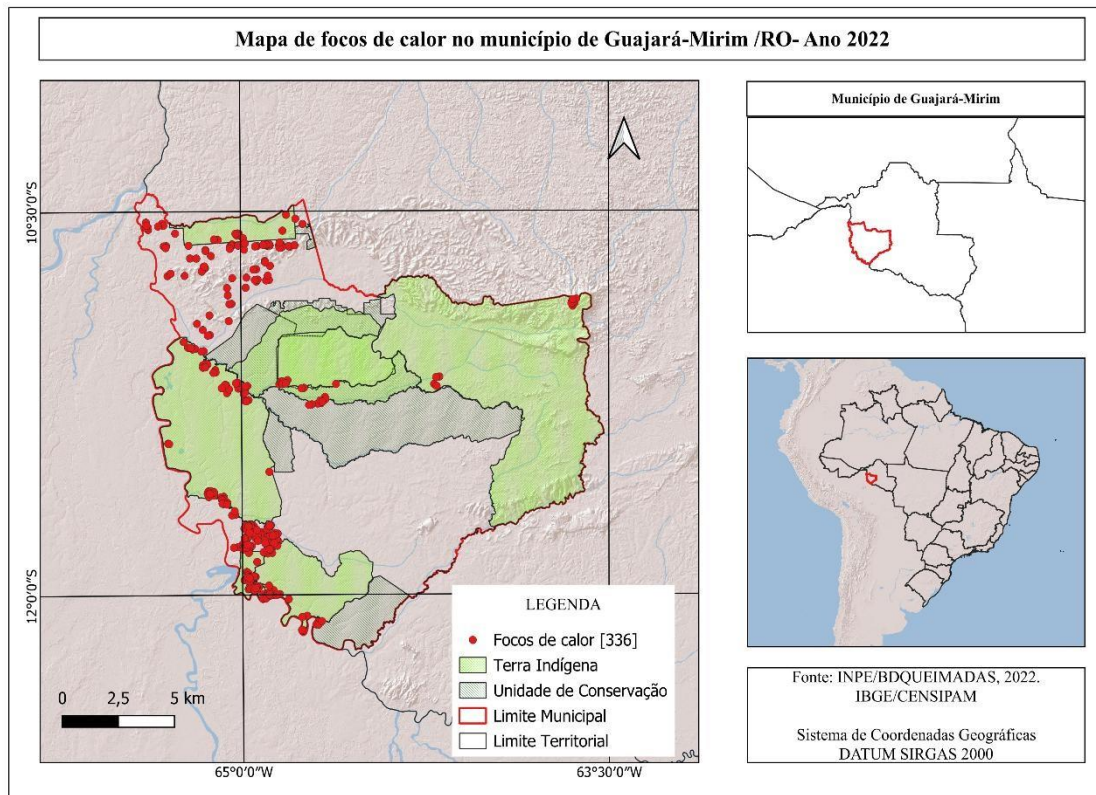 Mapa de focos de calor no município de Guajará-Mirim /RO- Ano 2022
Município de Guajará-Mirim
10°30'0"S
12°0'0"S
65°0'0"W
63°30'0"W
0 2,5 5 km
LEGENDA
Focos de calor [336]
Terra Indígena
Unidade de Conservação
Limite Municipal
Limite Territorial
Fonte: INPE/BDQUEIMADAS, 2022.
IBGE/CENSIPAM
Sistema de Coordenadas Geográficas
DATUM SIRGAS 2000